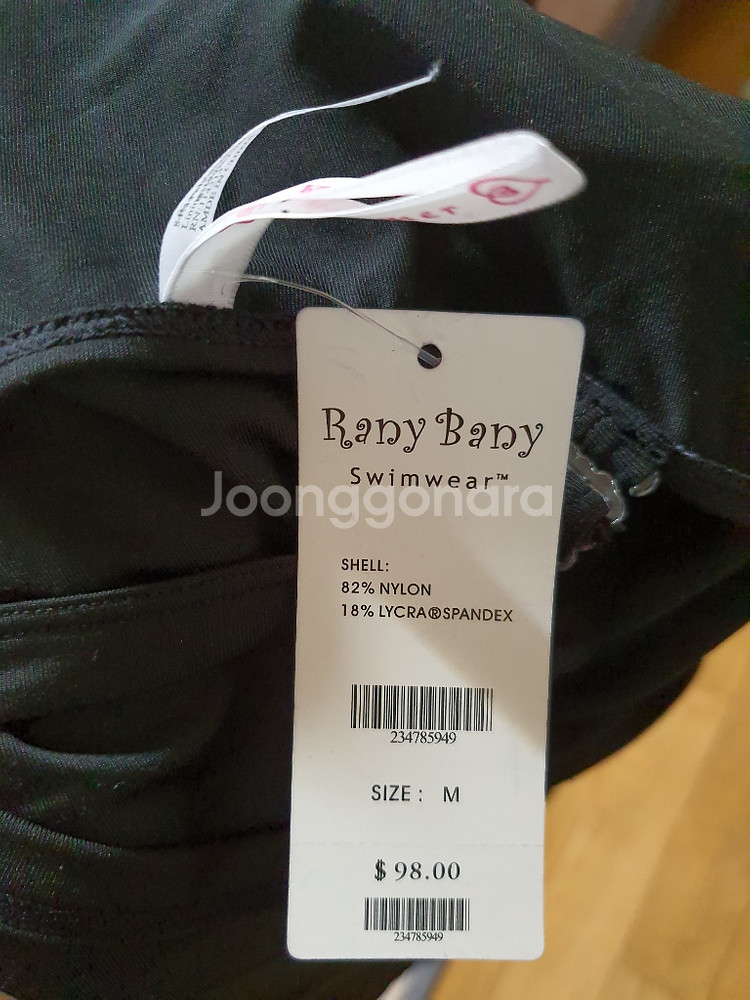 Rany Bany
Swimwear™
Joonggonara
SHELL:
82% NYLON
18% LYCRA®SPANDEX
234785949
SIZE : M
$ 98.00
234785949